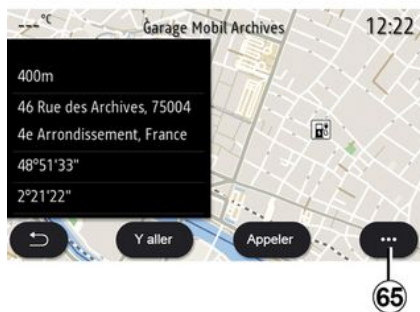 ---°C
Garage Mobil Archives
12:22
400m
46 Rue des Archives, 75004
4e Arrondissement, France
48°51'33"
2°21'22"
Y aller
Appeler
65